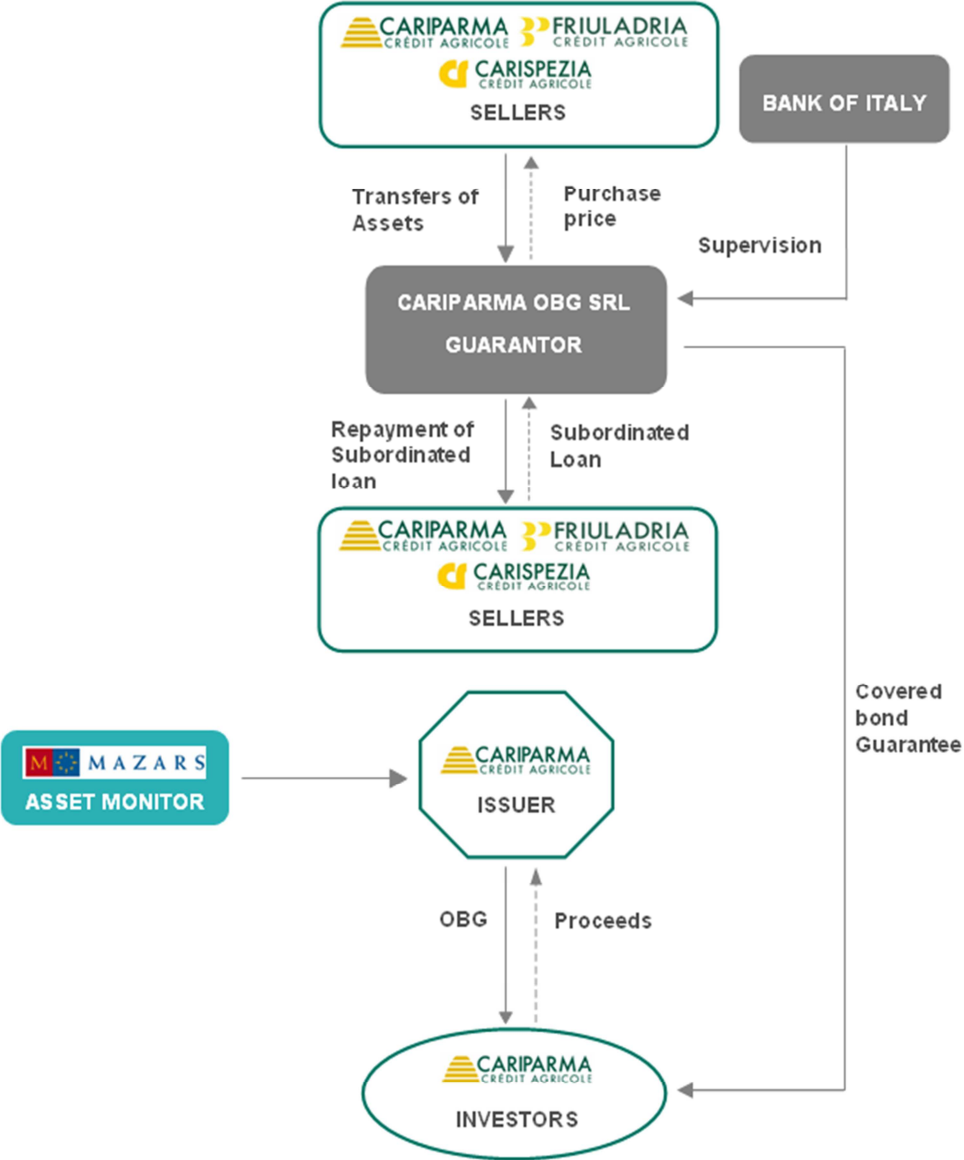 CARIPARMA FRIULADRIA
CRÉDIT AGRICOLE CRÉDIT AGRICOLE
CARISPEZIA
CRÉDIT AGRICOLE
SELLERS
BANK OF ITALY
Transfers of
Assets
Purchase
price
Supervision
CARIPARMA OBG SRL
GUARANTOR
Repayment of
Subordinated
loan
Subordinated
Loan
CARIPARMA FRIULADRIA
CRÉDIT AGRICOLE CRÉDIT AGRICOLE
CARISPEZIA
CRÉDIT AGRICOLE
SELLERS
Covered
bond
Guarantee
M MAZARS
ASSET MONITOR
CARIPARMA
CRÉDIT AGRICOLE
ISSUER
OBG
Proceeds
CARIPARMA
CRÉDIT AGRICOLE
INVESTORS